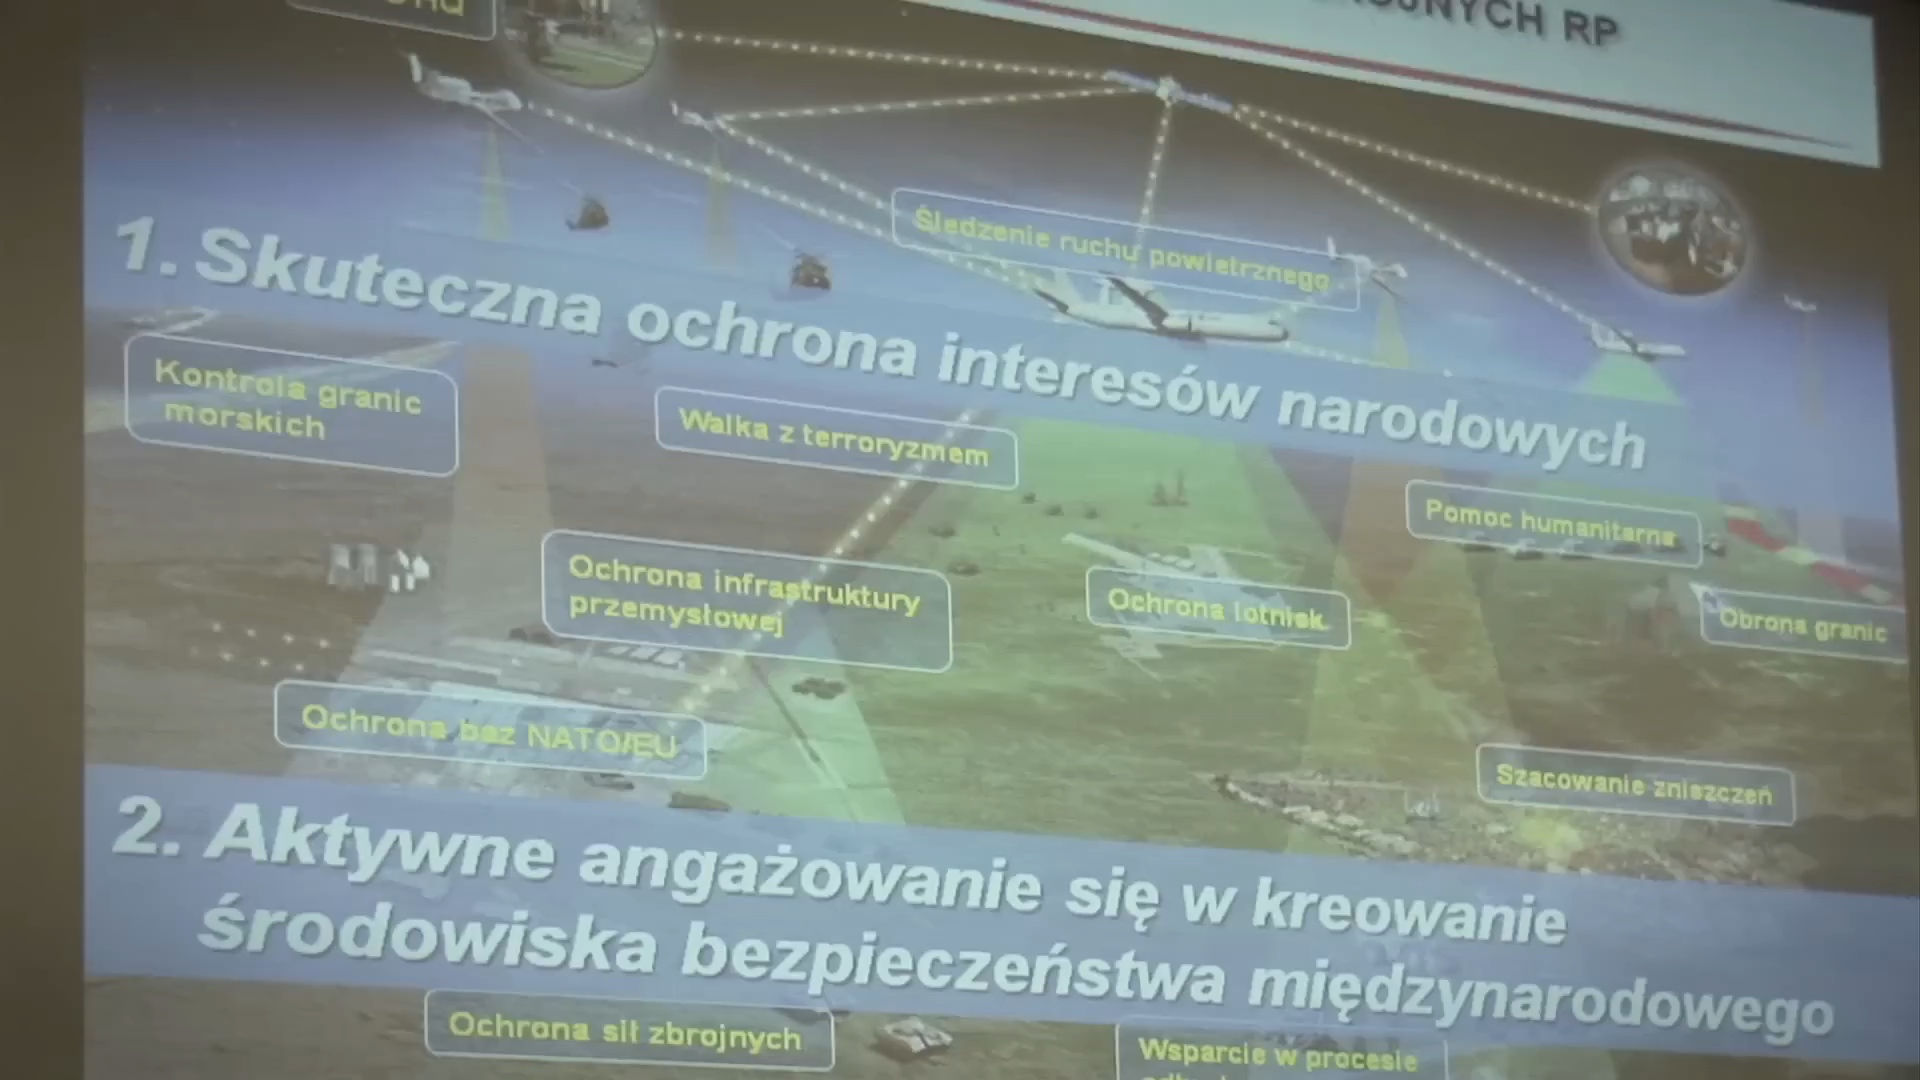 RP
Śledzenie ruchu powietrznego
1. Skuteczna ochrona interesów narodowych
Kontrola granic
morskich
Walka z terroryzmem
Pomoc humanitarna
Ochrona infrastruktury
przemysłowej
Ochrona lotnisk
Obrona granic
Ochrona baz NATO/EU
Szacowanie zniszczeń
2. Aktywne angażowanie się w kreowanie
środowiska bezpieczeństwa międzynarodowego
Ochrona sił zbrojnych
Wsparcie w procesie